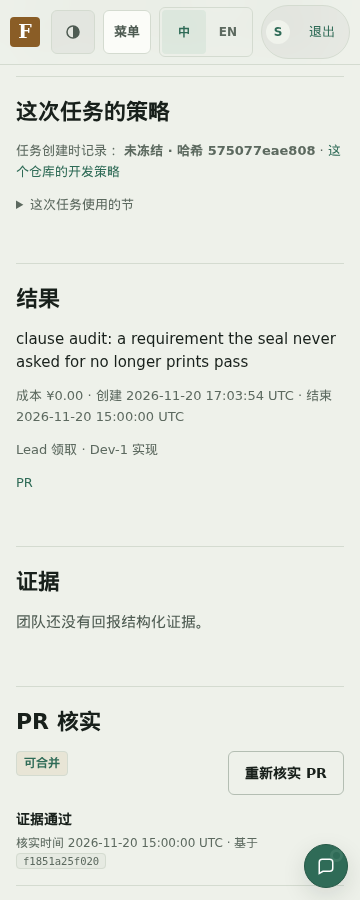 F
菜单
中
EN
S
退出
这次任务的策略
任务创建时记录： 未冻结 · 哈希 575077eae808 · 这
个仓库的开发策略
▶ 这次任务使用的节
结果
clause audit: a requirement the seal never
asked for no longer prints pass
成本 ¥0.00 · 创建 2026-11-20 17:03:54 UTC · 结束
2026-11-20 15:00:00 UTC
Lead 领取 · Dev-1 实现
PR
证据
团队还没有回报结构化证据。
PR 核实
可合并
重新核实 PR
证据通过
核实时间 2026-11-20 15:00:00 UTC · 基于
f1851a25f020